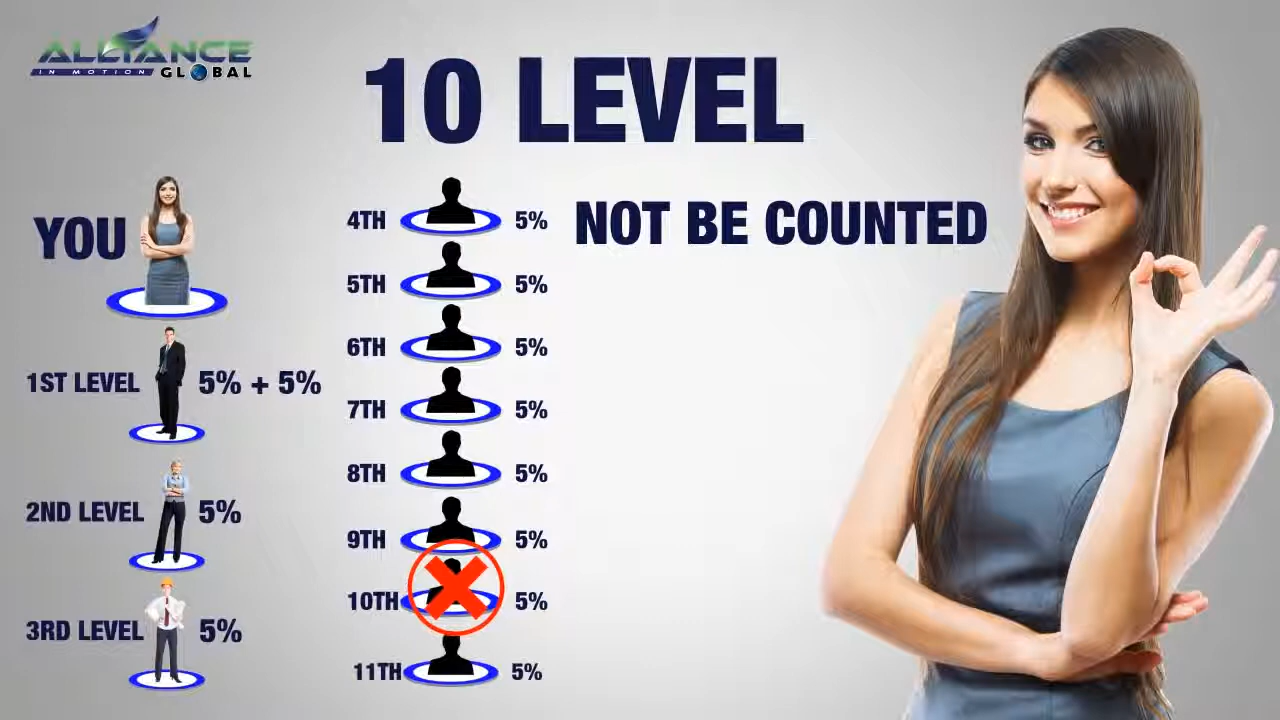 ALLIANCE
IN MOTION GLOBAL
10 LEVEL
YOU
1ST LEVEL 5% + 5%
2ND LEVEL 5%
3RD LEVEL 5%
4TH 5% NOT BE COUNTED
5TH 5%
6TH 5%
7TH 5%
8TH 5%
9TH 5%
10TH 5%
11TH 5%